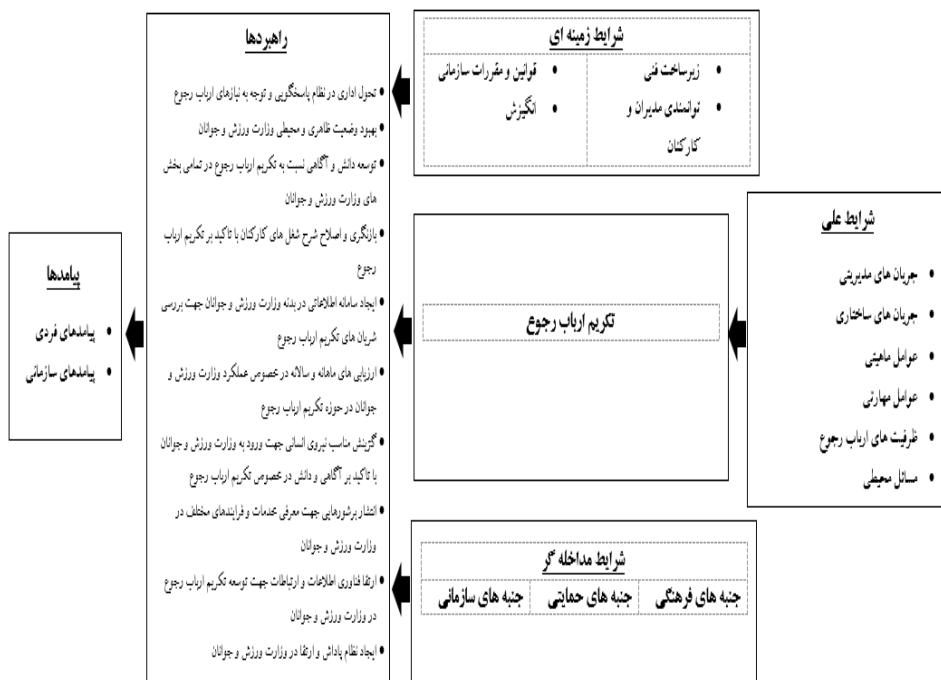 شرایط علی
جریان های مدیریتی
جریان های ساختاری
عوامل ماهیتی
عوامل مهارتی
ظرفیت های ارباب رجوع
مسائل محیطی
شرایط زمینه ای
زیرساخت فنی
توانمندی مدیران و
کارکنان
قوانین و مقررات سازمانی
انگیزش
تکریم ارباب رجوع
شرایط مداخله گر
جنبه های فرهنگی
جنبه های حمایتی
جنبه های سازمانی
راهبردها
تحول اداری در نظام پاسخگویی و توجه به نیازهای ارباب رجوع
بهبود وضعیت ظاهری و محیطی وزارت ورزش و جوانان
توسعه دانش و آگاهی نسبت به تکریم ارباب رجوع در تمامی بخش
های وزارت ورزش و جوانان
بازنگری و اصلاح شرح شغل های کارکنان با تاکید بر تکریم ارباب
رجوع
ایجاد سامانه اطلاعاتی در بدنه وزارت ورزش و جوانان جهت بررسی
شریان های تکریم ارباب رجوع
ارزیابی های ماهانه و سالانه در خصوص عملکرد وزارت ورزش و
جوانان در حوزه تکریم ارباب رجوع
گزینش مناسب نیروی انسانی جهت ورود به وزارت ورزش و جوانان
با تاکید بر آگاهی و دانش در خصوص تکریم ارباب رجوع
انتشار برشورهایی جهت معرفی خدمات و فرایندهای مختلف در
وزارت ورزش و جوانان
ارتقا فناوری اطلاعات و ارتباطات جهت توسعه تکریم ارباب رجوع
در وزارت ورزش و جوانان
ایجاد نظام پاداش و ارتقا در وزارت ورزش و جوانان
پیامدها
پیامدهای فردی
پیامدهای سازمانی